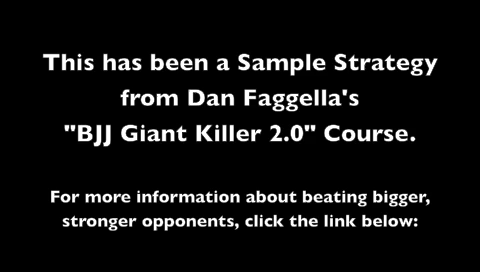 This has been a Sample Strategy
from Dan Faggella's
"BJJ Giant Killer 2.0" Course.
For more information about beating bigger,
stronger opponents, click the link below: